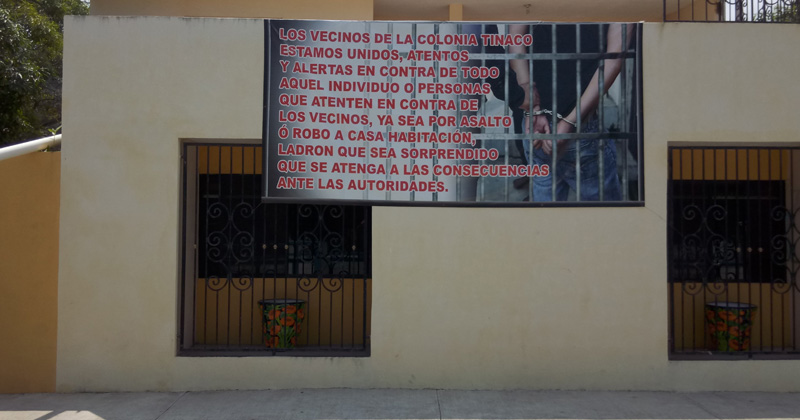 LOS VECINOS DE LA COLONIA TINACO
ESTAMOS UNIDOS, ATENTOS
Y ALERTAS EN CONTRA DE TODO
AQUEL INDIVIDUO O PERSONAS
QUE ATENTEN EN CONTRA DE
LOS VECINOS, YA SEA POR ASALTO
Ó ROBO A CASA HABITACIÓN,
LADRON QUE SEA SORPRENDIDO
QUE SE ATENGA A LAS CONSECUENCIAS
ANTE LAS AUTORIDADES.